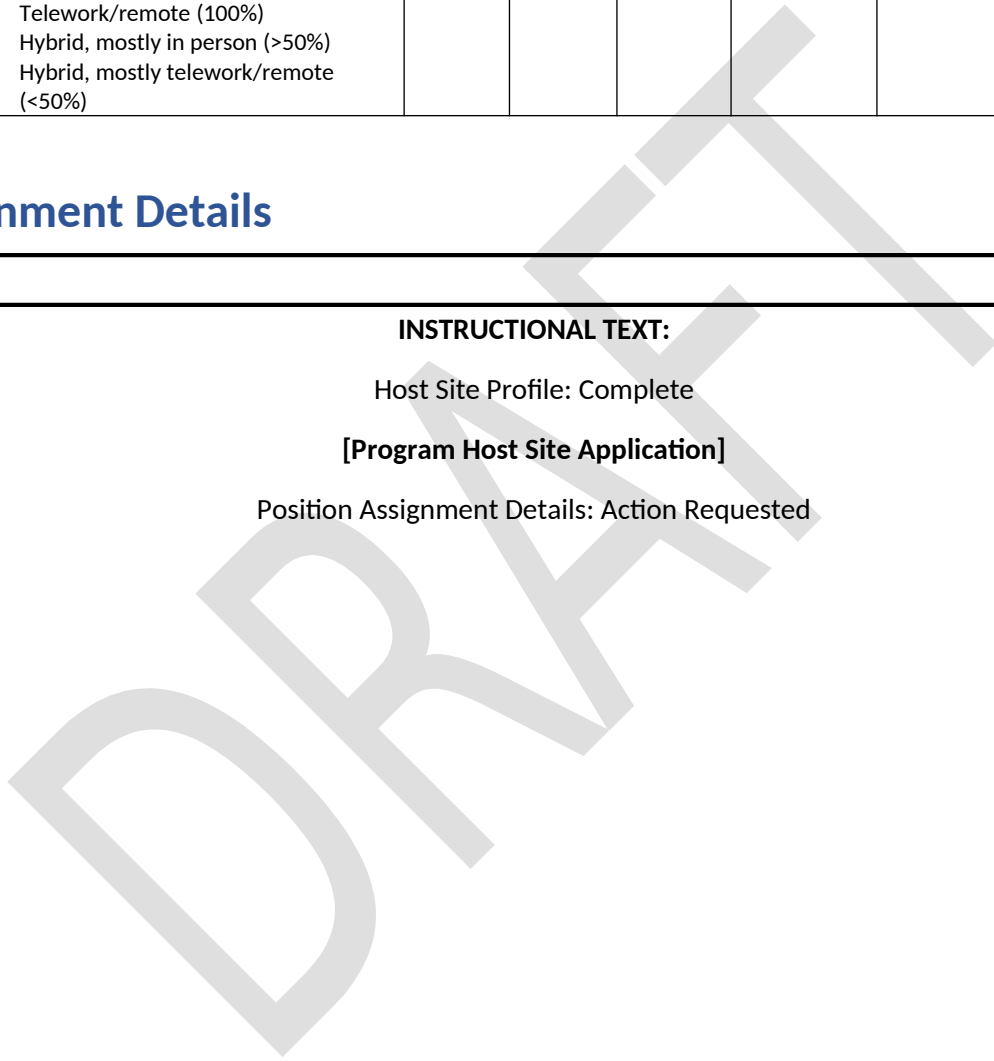 Telework/remote (100%)
Hybrid, mostly in person (>50%)
Hybrid, mostly telework/remote
(<50%)
nment Details
INSTRUCTIONAL TEXT:
Host Site Profile: Complete
[Program Host Site Application]
Position Assignment Details: Action Requested
DRAFT